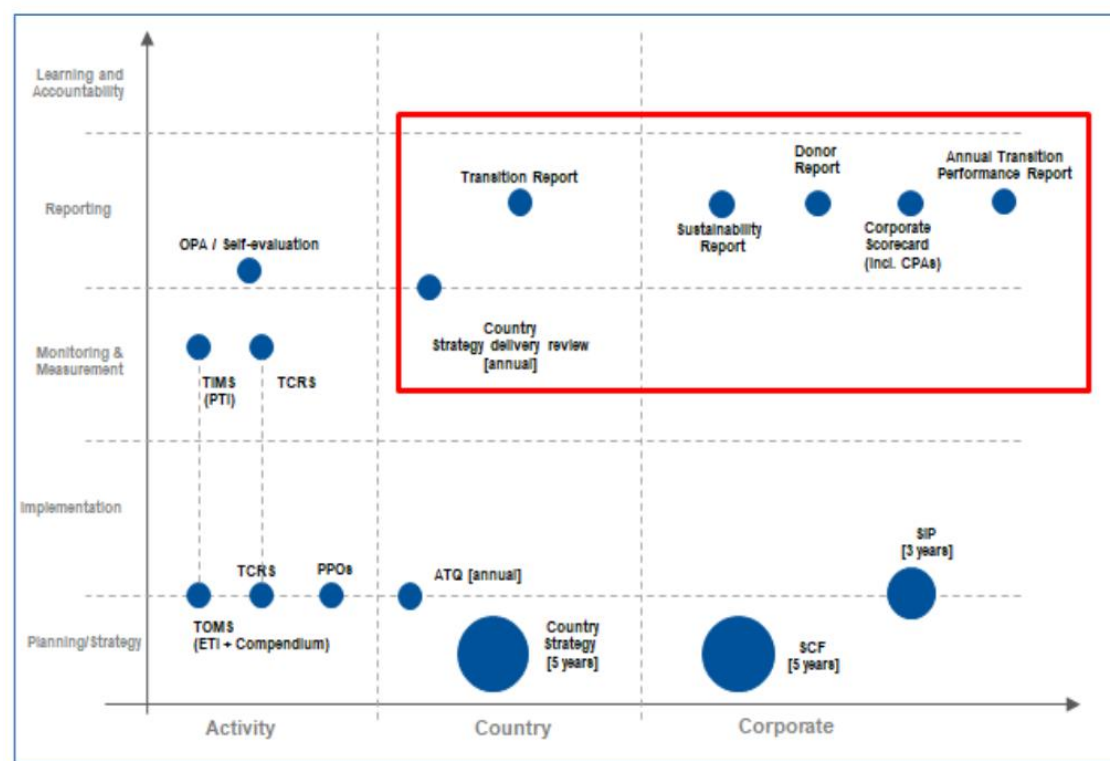 Learning and
Accountability
Reporting
Monitoring &
Measurement
Implementation
Planning/Strategy
OPA / Self-evaluation
TIMS
(PTI)
TCRS
TCRS
PPOs
TOMS
(ETI + Compendium)
Transition Report
Country
Strategy delivery review
[annual]
ATQ [annual]
Country
Strategy
[5 years]
Sustainability
Report
Donor
Report
Corporate
Scorecard
(incl. CPAs)
Annual Transition
Performance Report
SIP
[3 years]
SCF
[5 years]
Activity
Country
Corporate